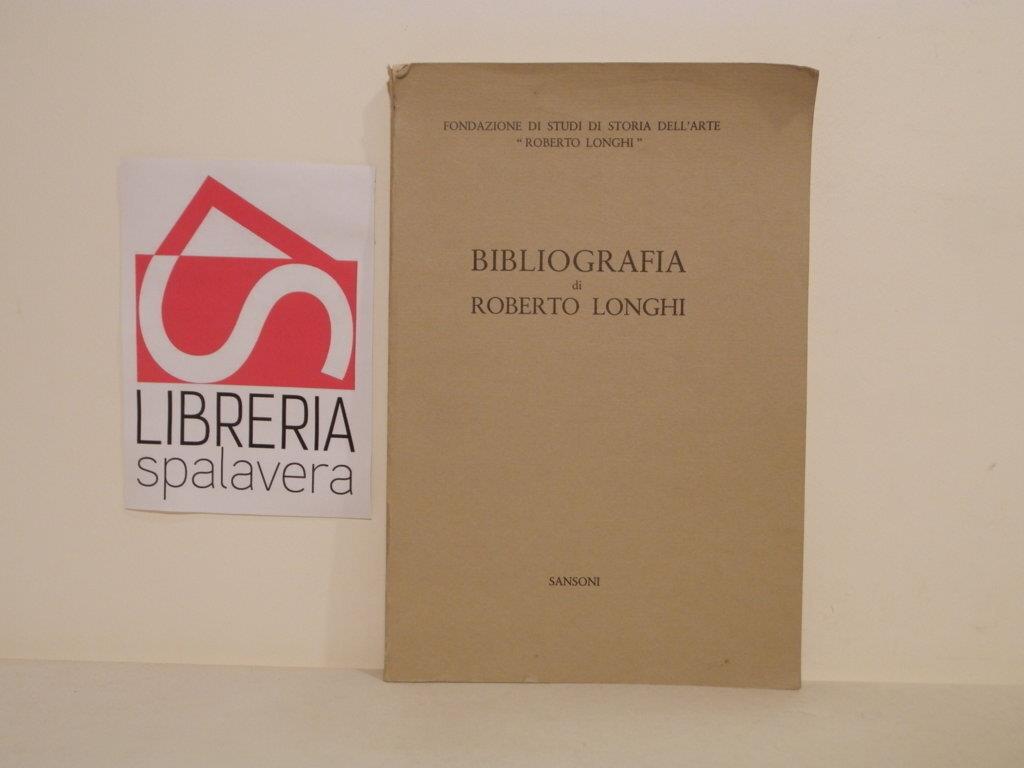 LIBRERIA
spalavera
FONDAZIONE DI STUDI DI STORIA DELL'ARTE
"ROBERTO LONGHI"
BIBLIOGRAFIA
di
ROBERTO LONGHI
SANSONI